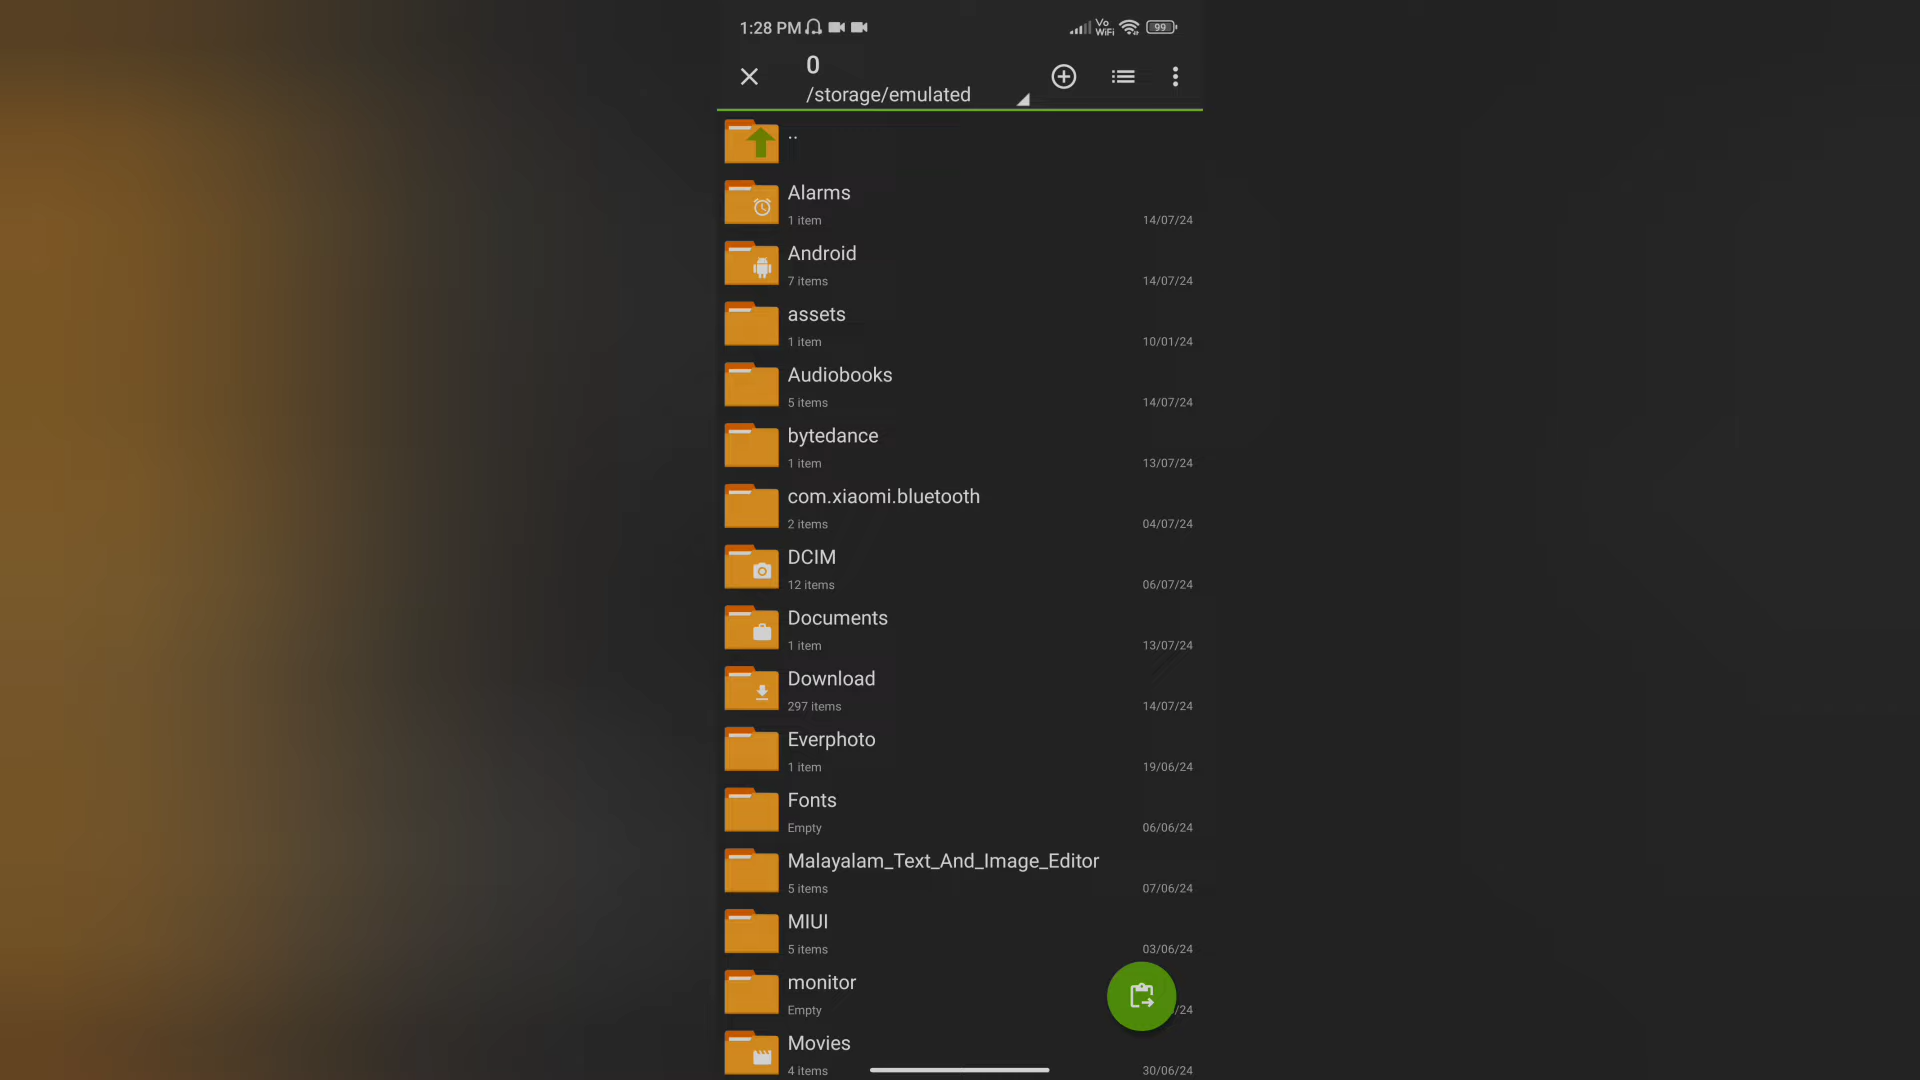 1:28 PM
Vo WiFi
99
0
/storage/emulated
..
Alarms
1 item 14/07/24
Android
7 items 14/07/24
assets
1 item 10/01/24
Audiobooks
5 items 14/07/24
bytedance
1 item 13/07/24
com.xiaomi.bluetooth
2 items 04/07/24
DCIM
12 items 06/07/24
Documents
1 item 13/07/24
Download
297 items 14/07/24
Everphoto
1 item 19/06/24
Fonts
Empty 06/06/24
Malayalam_Text_And_Image_Editor
5 items 07/06/24
MIUI
5 items 03/06/24
monitor
Empty /24
Movies
4 items 30/06/24